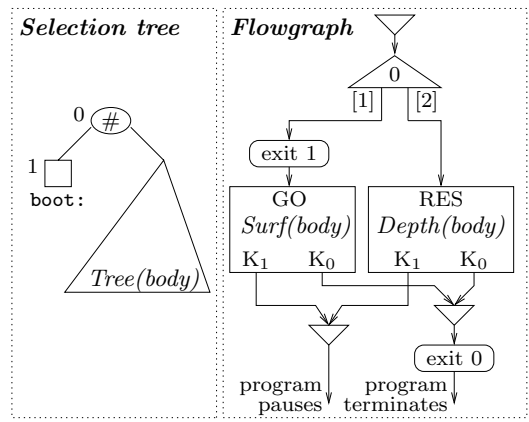 Selection tree
0
#
1
boot:
Tree(body)
Flowgraph
0
[1] [2]
exit 1
GO
Surf(body)
K1 K0
RES
Depth(body)
K1 K0
exit 0
program
pauses
program
terminates